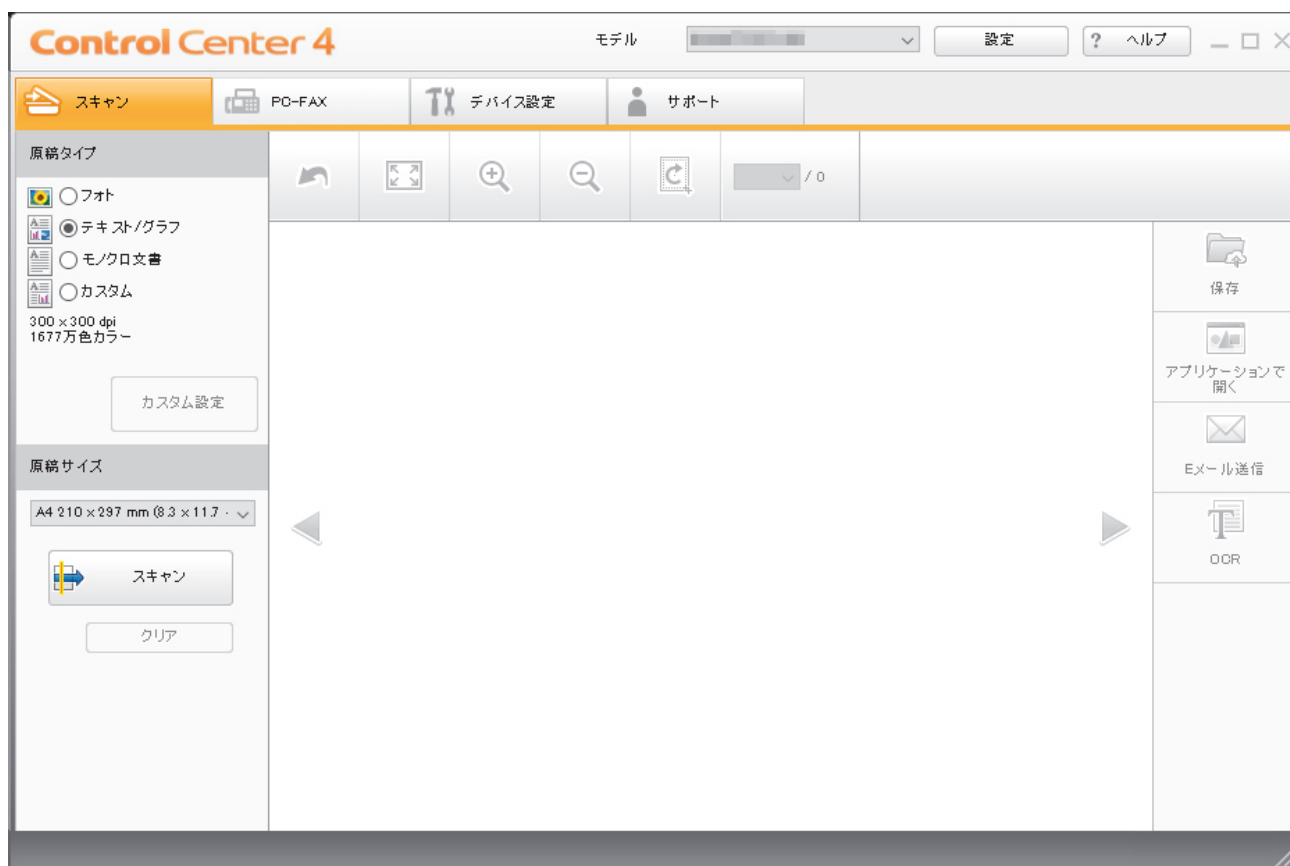 Control Center 4
モデル
設定
? ヘルプ
スキャン
PC-FAX
デバイス設定
サポート
原稿タイプ
フォト
テキスト/グラフ
モノクロ文書
カスタム
300 x 300 dpi
1677万色カラー
カスタム設定
原稿サイズ
A4 210 x 297 mm (8.3 x 11.7 ·
スキャン
クリア
/ 0
保存
アプリケーションで
開く
Eメール送信
OCR